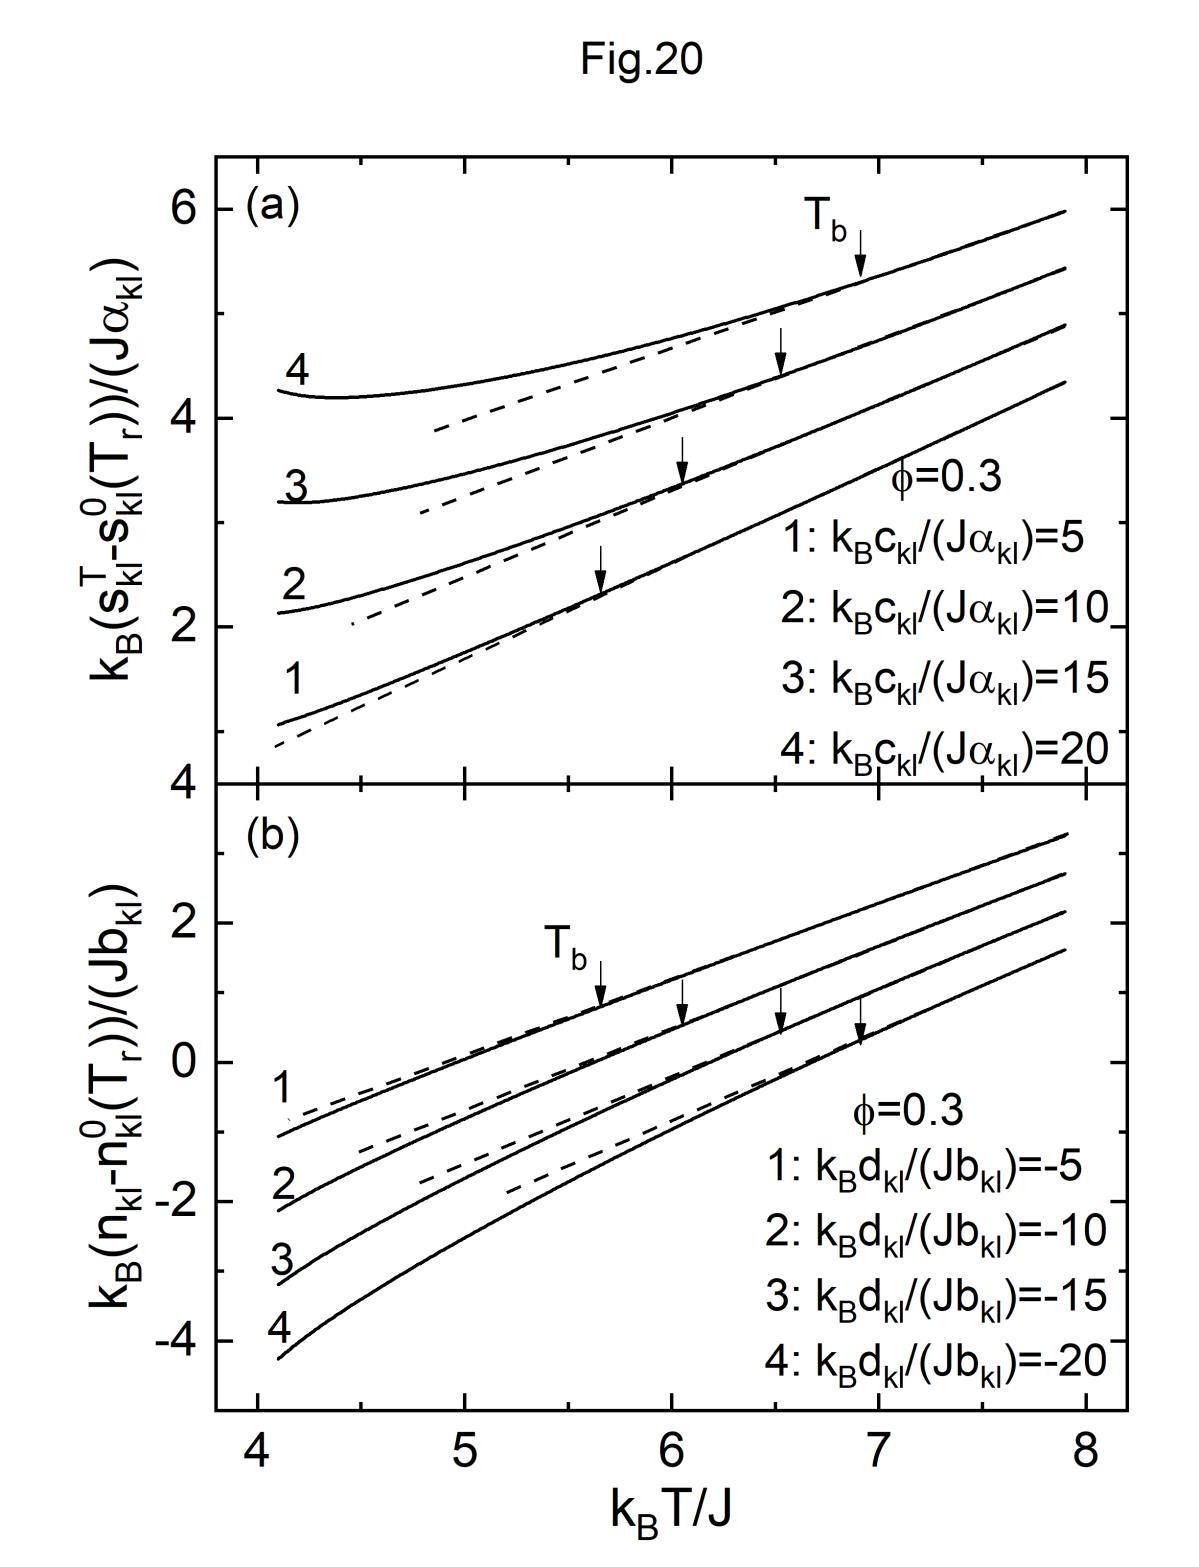 Fig.20
(a)
6
4
2
T_b
4
3
2
1
k_B(s^T_kl-s^0_kl(T_r))/(Jα_kl)
ϕ=0.3
1: k_Bc_kl/(Jα_kl)=5
2: k_Bc_kl/(Jα_kl)=10
3: k_Bc_kl/(Jα_kl)=15
4: k_Bc_kl/(Jα_kl)=20
(b)
4
2
0
-2
-4
T_b
1
2
3
4
k_B(n_kl-n^0_kl(T_r))/(Jb_kl)
ϕ=0.3
1: k_Bd_kl/(Jb_kl)=-5
2: k_Bd_kl/(Jb_kl)=-10
3: k_Bd_kl/(Jb_kl)=-15
4: k_Bd_kl/(Jb_kl)=-20
4 5 6 7 8
k_BT/J